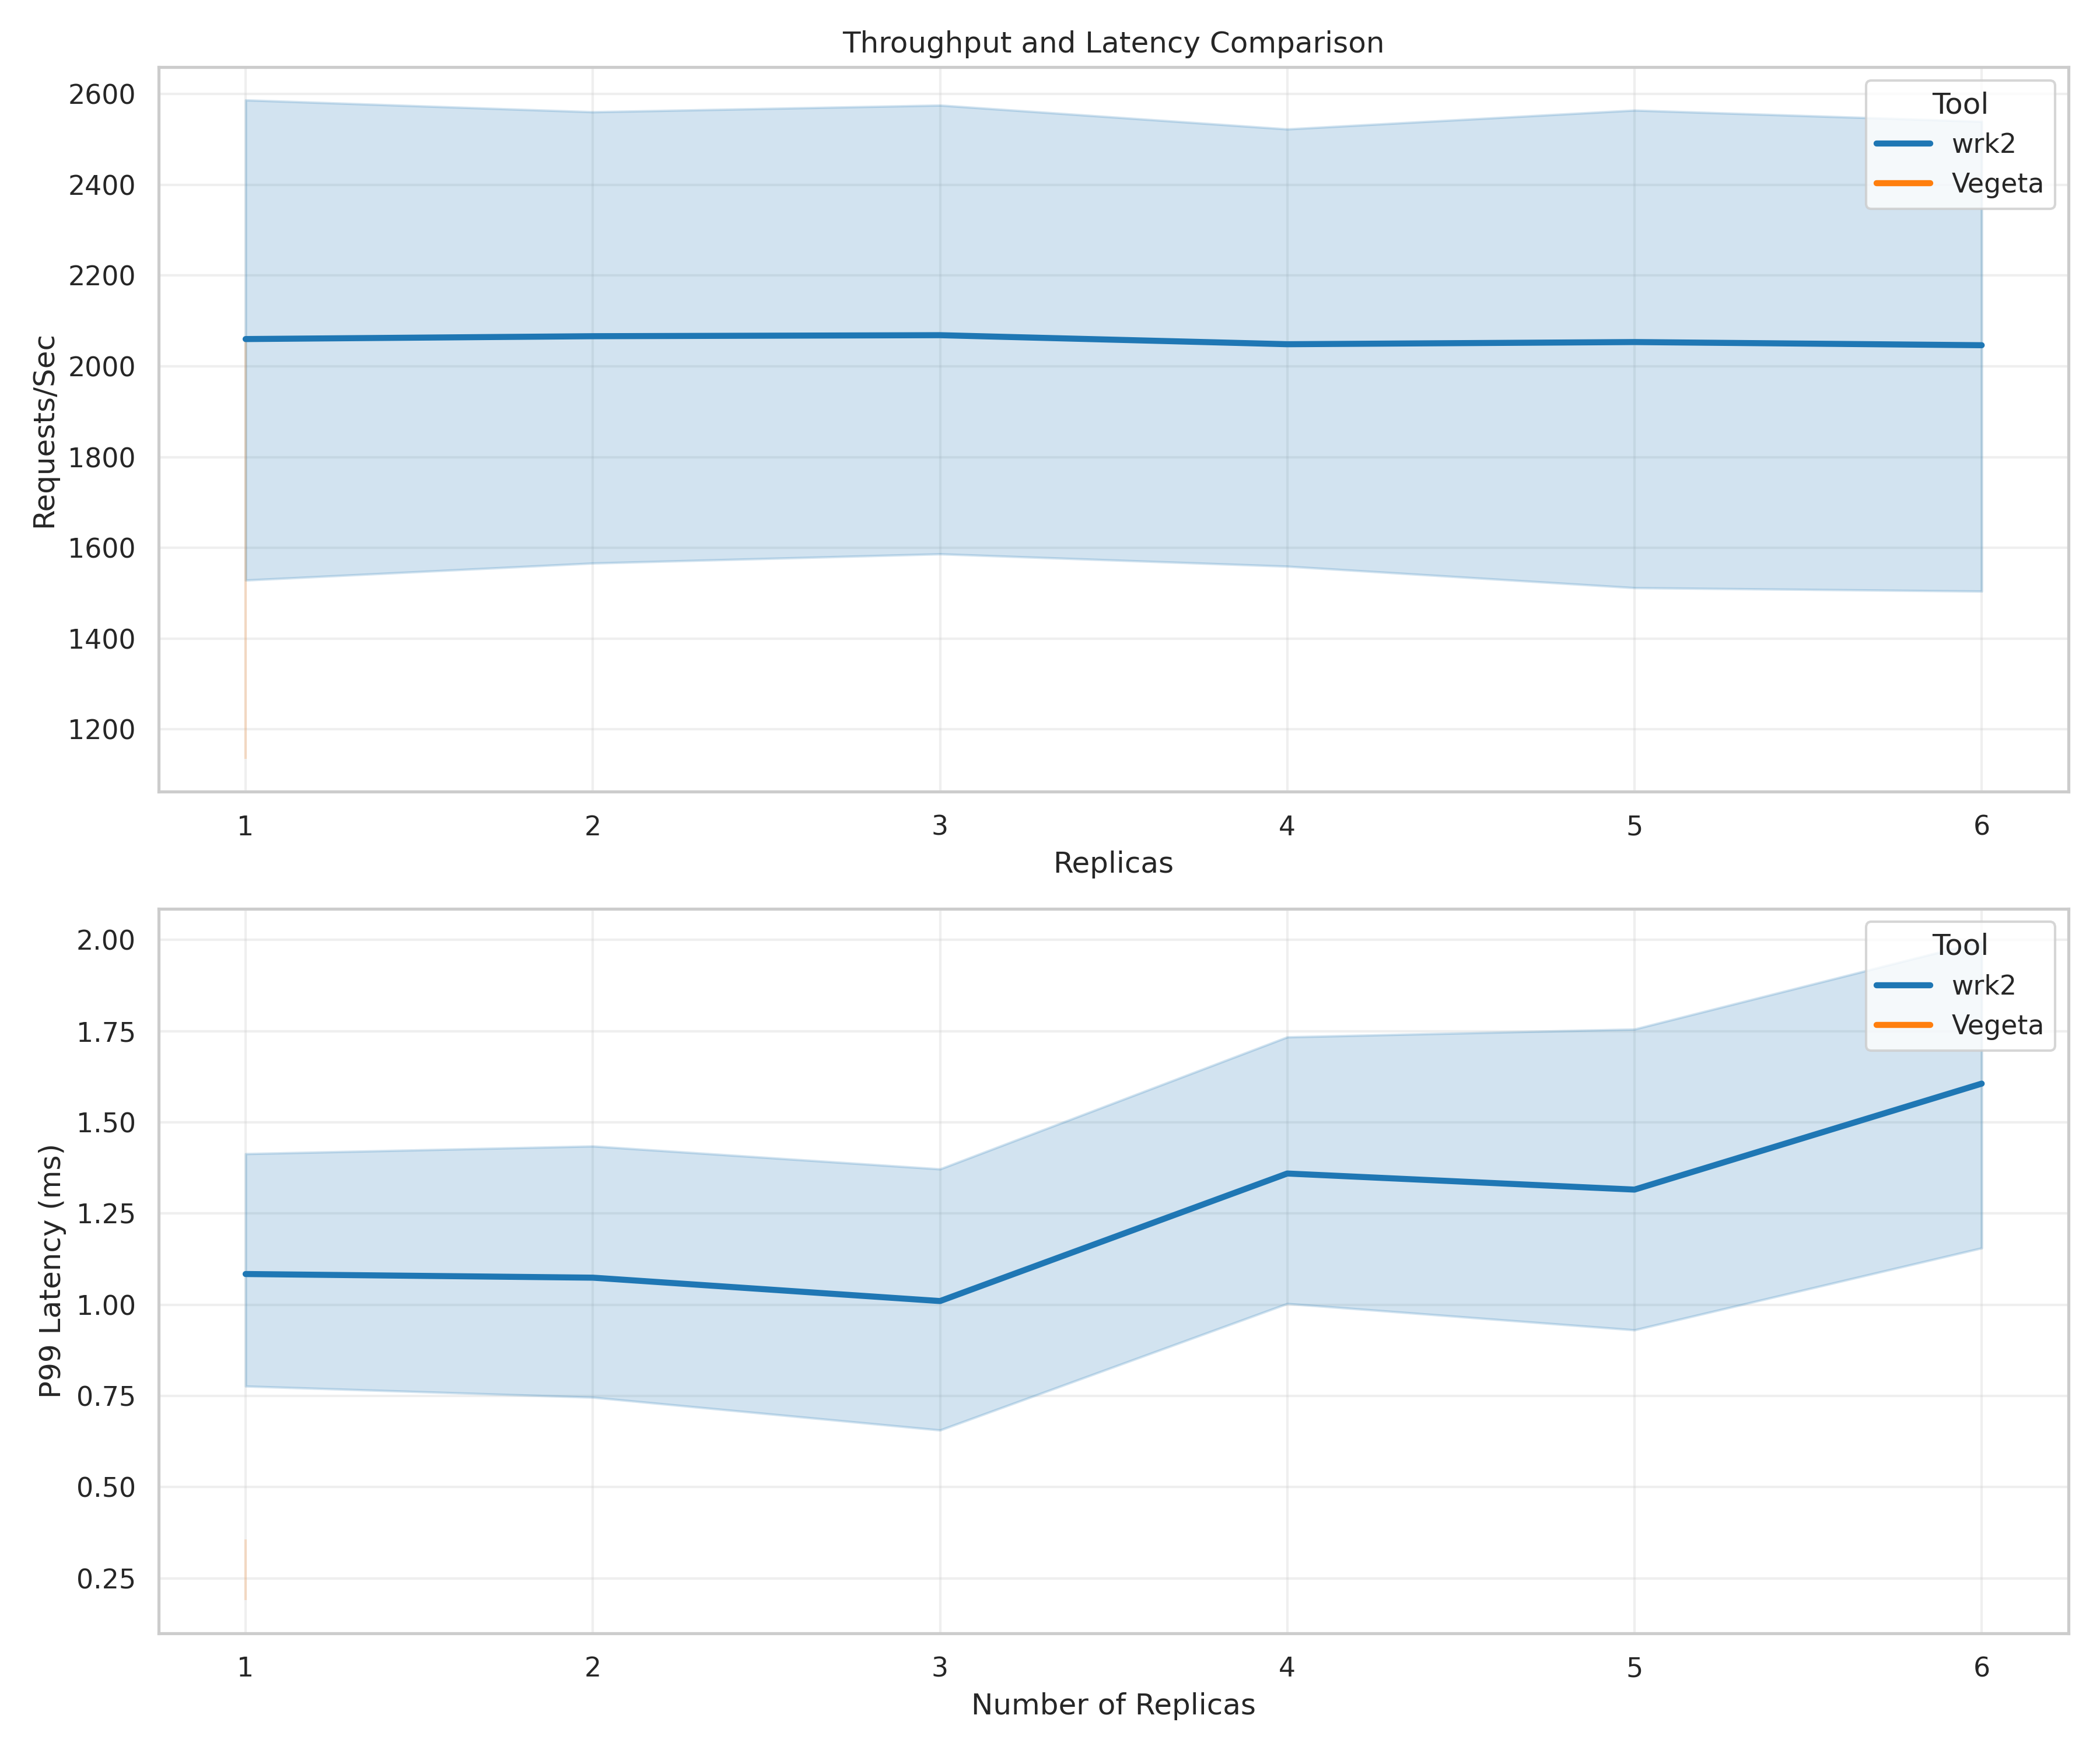 Throughput and Latency Comparison
Requests/Sec
2600
2400
2200
2000
1800
1600
1400
1200
Tool
wrk2
Vegeta
1 2 3 4 5 6
Replicas
P99 Latency (ms)
2.00
1.75
1.50
1.25
1.00
0.75
0.50
0.25
Tool
wrk2
Vegeta
1 2 3 4 5 6
Number of Replicas